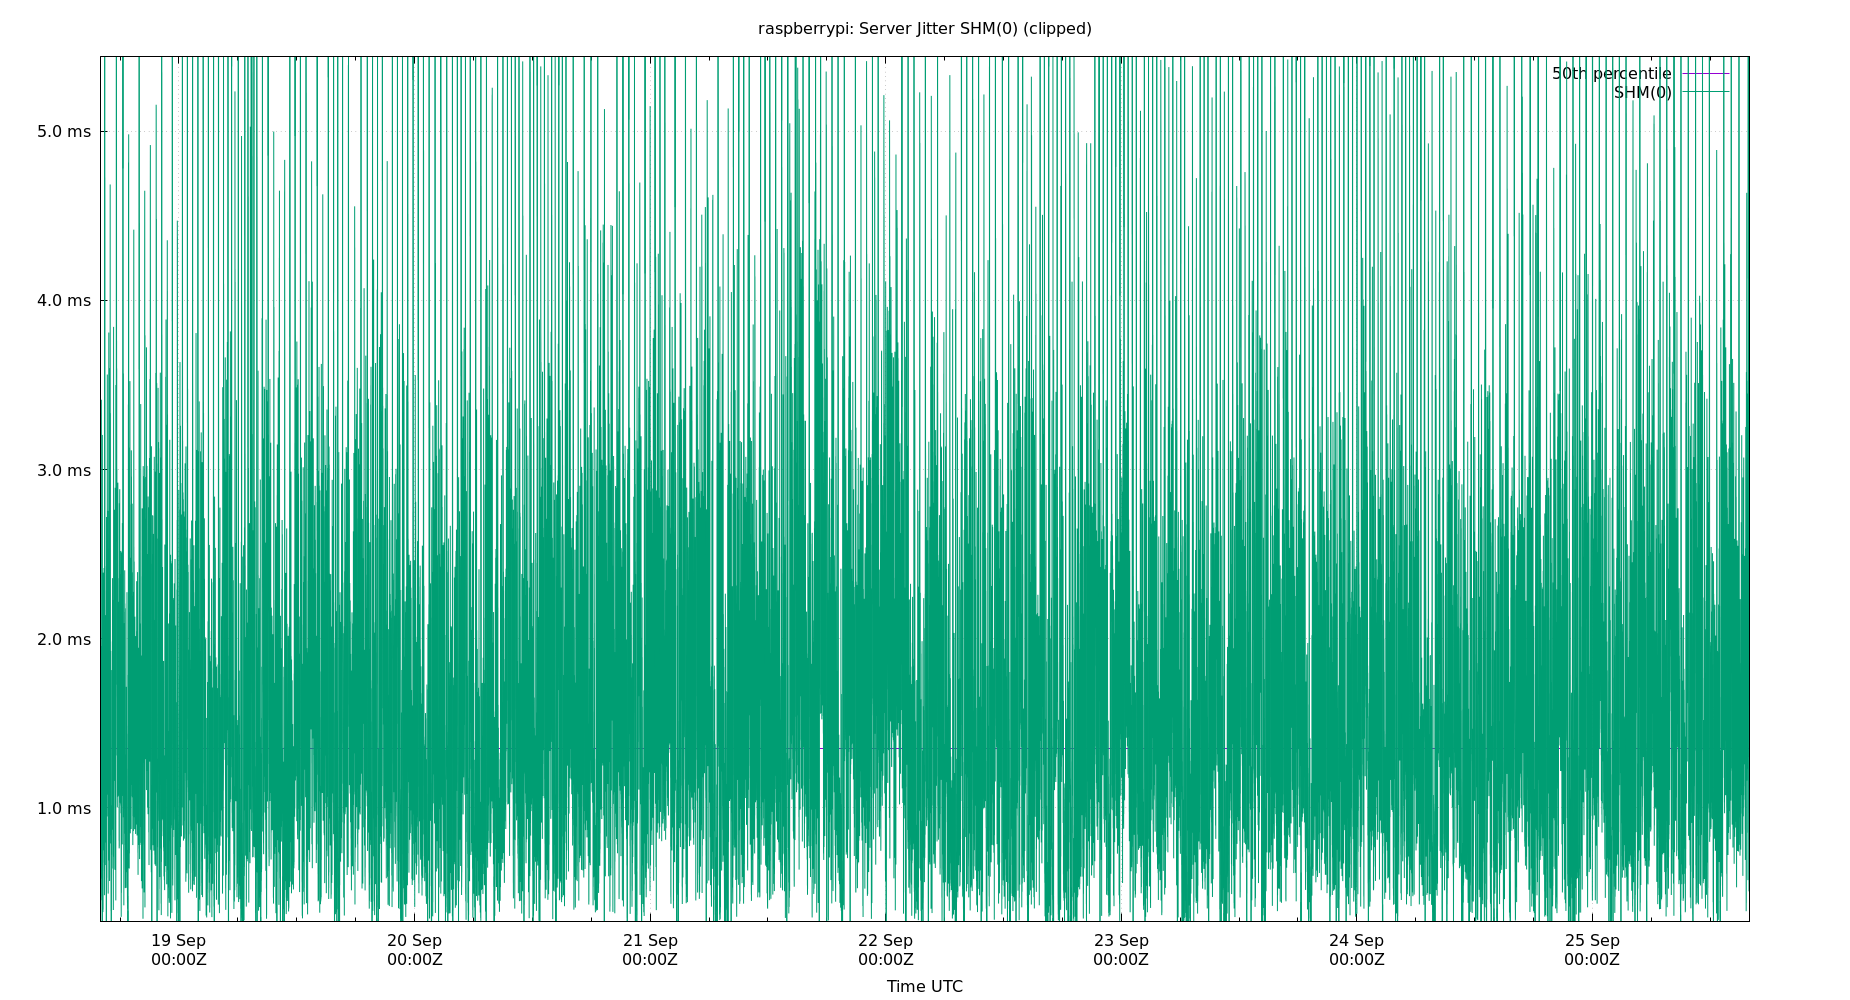 raspberrypi: Server Jitter SHM(0) (clipped)
50th percentile
SHM(0)
5.0 ms
4.0 ms
3.0 ms
2.0 ms
1.0 ms
19 Sep 20 Sep 21 Sep 22 Sep 23 Sep 24 Sep 25 Sep
00:00Z 00:00Z 00:00Z 00:00Z 00:00Z 00:00Z 00:00Z
Time UTC